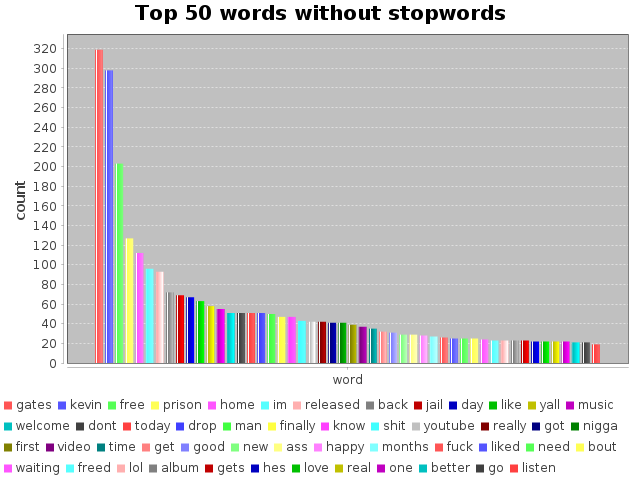 Top 50 words without stopwords
320
300
280
260
240
220
200
180
160
140
120
100
80
60
40
20
0
count
word
gates kevin free prison home im released back jail day like yall music
welcome dont today drop man finally know shit youtube really got nigga
first video time get good new ass happy months fuck liked need bout
waiting freed lol album gets hes love real one better go listen